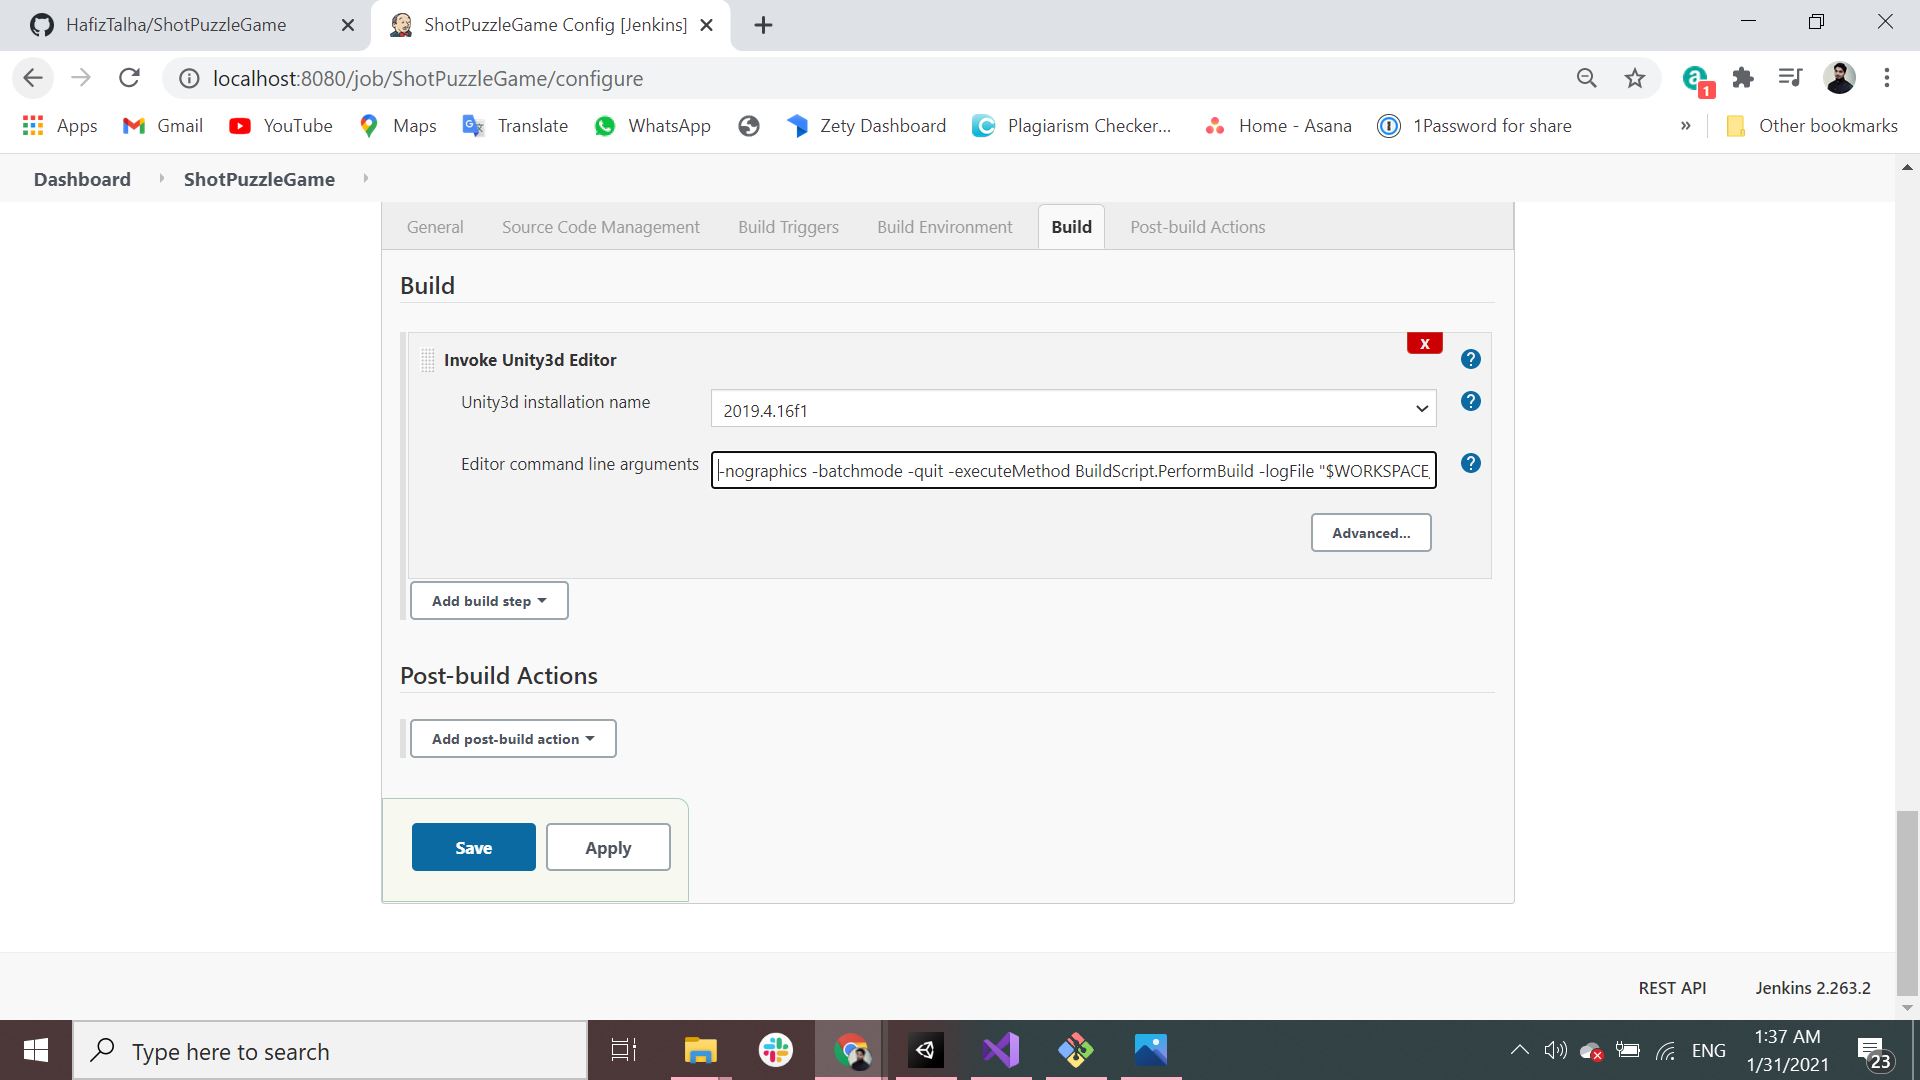 HafizTalha/ShotPuzzleGame
ShotPuzzleGame Config [Jenkins]
localhost:8080/job/ShotPuzzleGame/configure
1
Apps
Gmail
YouTube
Maps
Translate
WhatsApp
Zety Dashboard
Plagiarism Checker...
Home - Asana
1Password for share
»
Other bookmarks
Dashboard
ShotPuzzleGame
General
Source Code Management
Build Triggers
Build Environment
Build
Post-build Actions
Build
X
Invoke Unity3d Editor
?
Unity3d installation name
2019.4.16f1
?
Editor command line arguments
-nographics -batchmode -quit -executeMethod BuildScript.PerformBuild -logFile "$WORKSPACE
?
Advanced...
Add build step
Post-build Actions
Add post-build action
Save
Apply
REST API
Jenkins 2.263.2
Type here to search
ENG
1:37 AM
1/31/2021
23